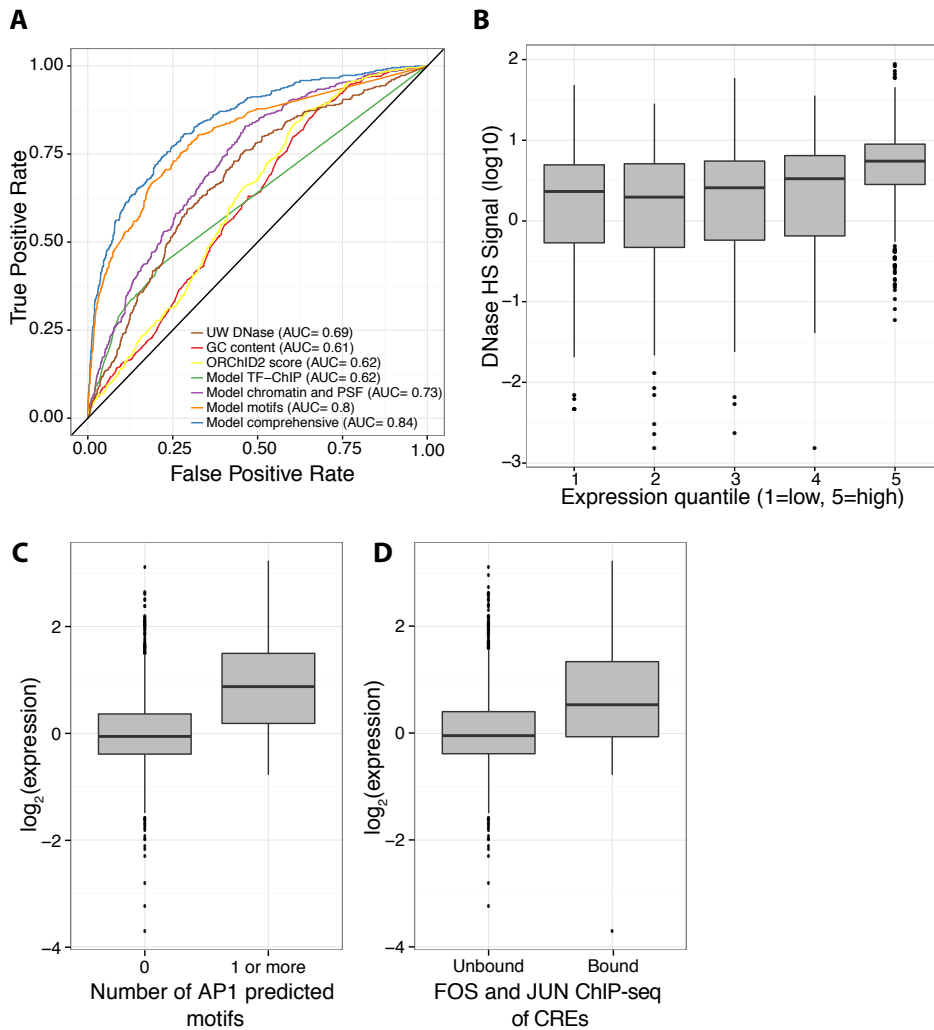 A
True Positive Rate
1.00
0.75
0.50
0.25
0.00
UW DNase (AUC= 0.69)
GC content (AUC= 0.61)
ORChID2 score (AUC= 0.62)
Model TF−ChIP (AUC= 0.62)
Model chromatin and PSF (AUC= 0.73)
Model motifs (AUC= 0.8)
Model comprehensive (AUC= 0.84)
0.00 0.25 0.50 0.75 1.00
False Positive Rate
B
DNase HS Signal (log10)
2
1
0
−1
−2
−3
1 2 3 4 5
Expression quantile (1=low, 5=high)
C
log2(expression)
2
0
−2
−4
0 1 or more
Number of AP1 predicted
motifs
D
log2(expression)
2
0
−2
−4
Unbound Bound
FOS and JUN ChIP-seq
of CREs